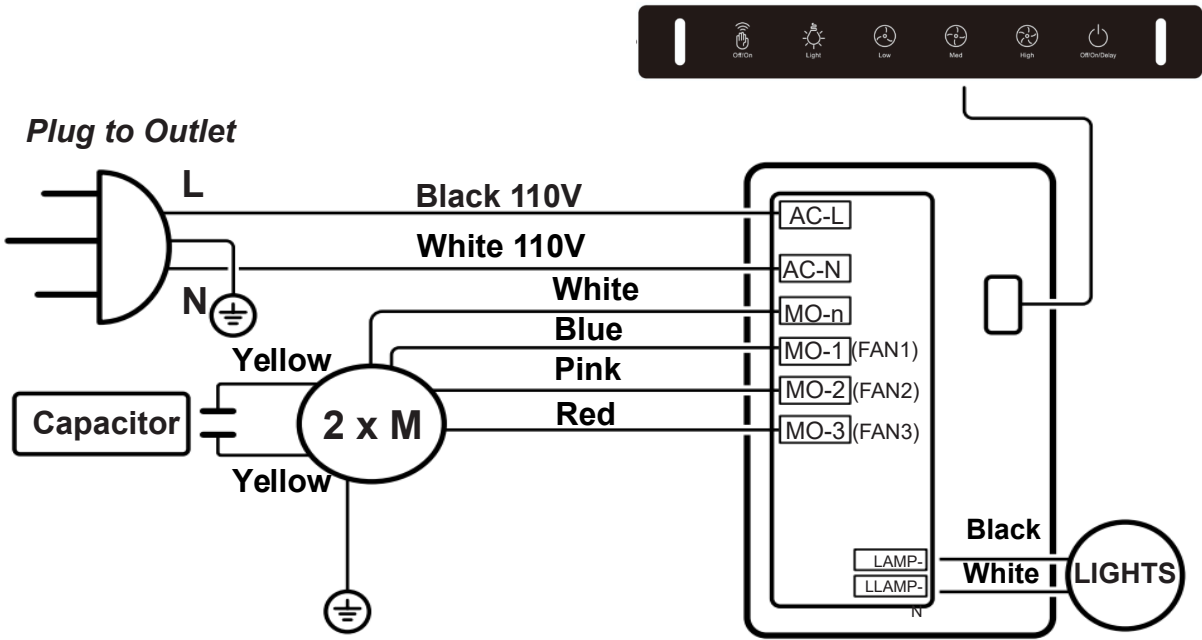 Off/On
Light
Low
Med
High
Off/On/Delay
Plug to Outlet
L
Black 110V
AC-L
White 110V
AC-N
N
White
MO-n
Blue
MO-1 (FAN1)
Yellow
Pink
MO-2 (FAN2)
Capacitor
2 x M
Red
MO-3 (FAN3)
Yellow
Black
LAMP-
White
LLAMP-
N
LIGHTS